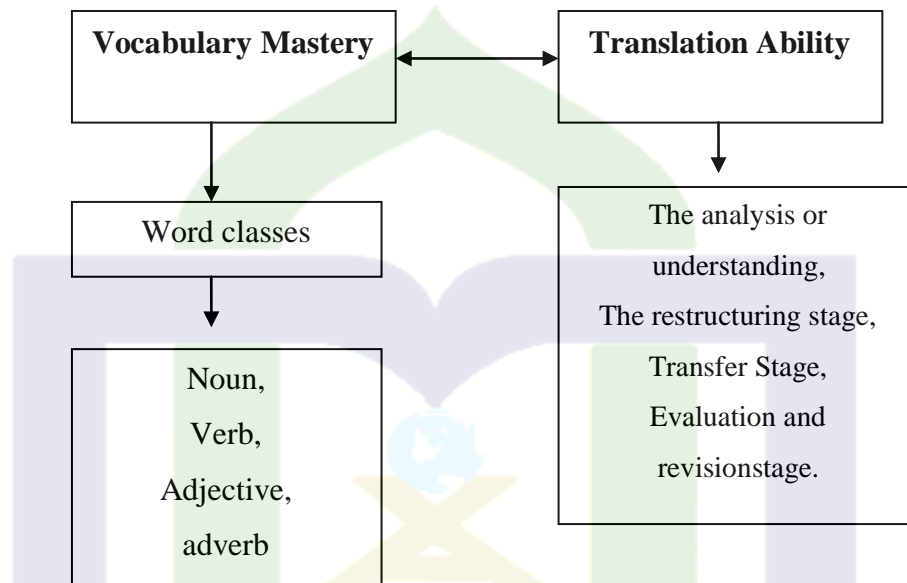 Vocabulary Mastery
Translation Ability
Word classes
Noun,
Verb,
Adjective,
adverb
The analysis or
understanding,
The restructuring stage,
Transfer Stage,
Evaluation and
revisionstage.